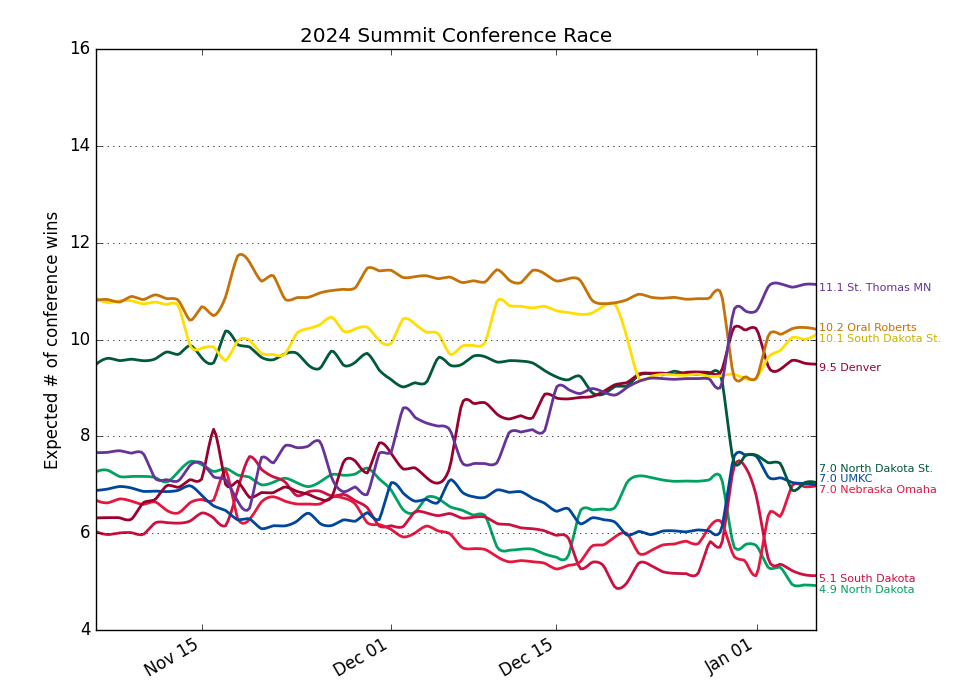 2024 Summit Conference Race
Expected # of conference wins
16
14
12
10
8
6
4
Nov 15
Dec 01
Dec 15
Jan 01
11.1 St. Thomas MN
10.2 Oral Roberts
10.1 South Dakota St.
9.5 Denver
7.0 North Dakota St.
7.0 UMKC
7.0 Nebraska Omaha
5.1 South Dakota
4.9 North Dakota